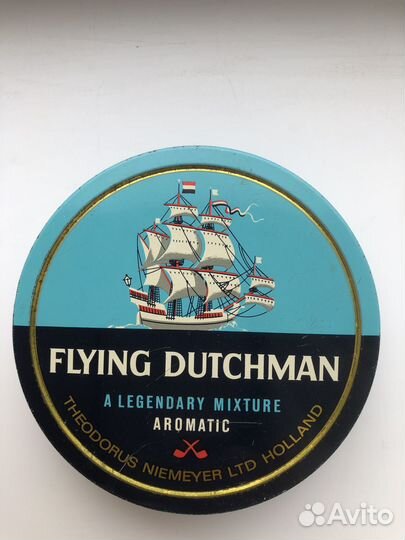 FLYING DUTCHMAN
A LEGENDARY MIXTURE
AROMATIC
THEODORUS NIEMEYER LTD HOLLAND
Avito